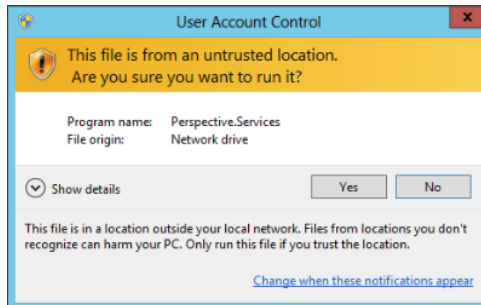 User Account Control
x
This file is from an untrusted location.
Are you sure you want to run it?
Program name: Perspective.Services
File origin: Network drive
Show details
Yes
No
This file is in a location outside your local network. Files from locations you don't
recognize can harm your PC. Only run this file if you trust the location.
Change when these notifications appear